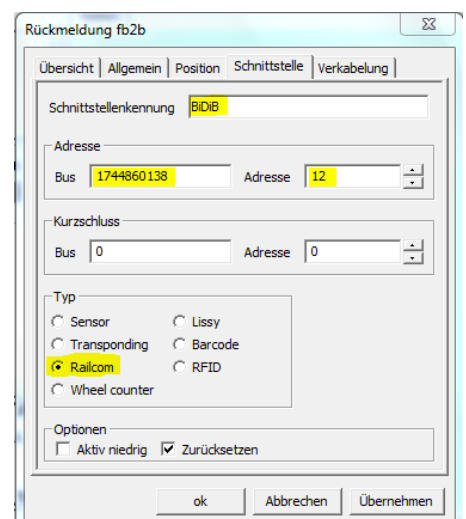 Rückmeldung fb2b
Übersicht Allgemein Position Schnittstelle Verkabelung
Schnittstellenkennung BiDiB
Adresse
Bus 1744860138 Adresse 12
Kurzschluss
Bus 0 Adresse 0
Typ
Sensor Lissy
Transponding Barcode
Railcom RFID
Wheel counter
Optionen
Aktiv niedrig Zurücksetzen
ok Abbrechen Übernehmen